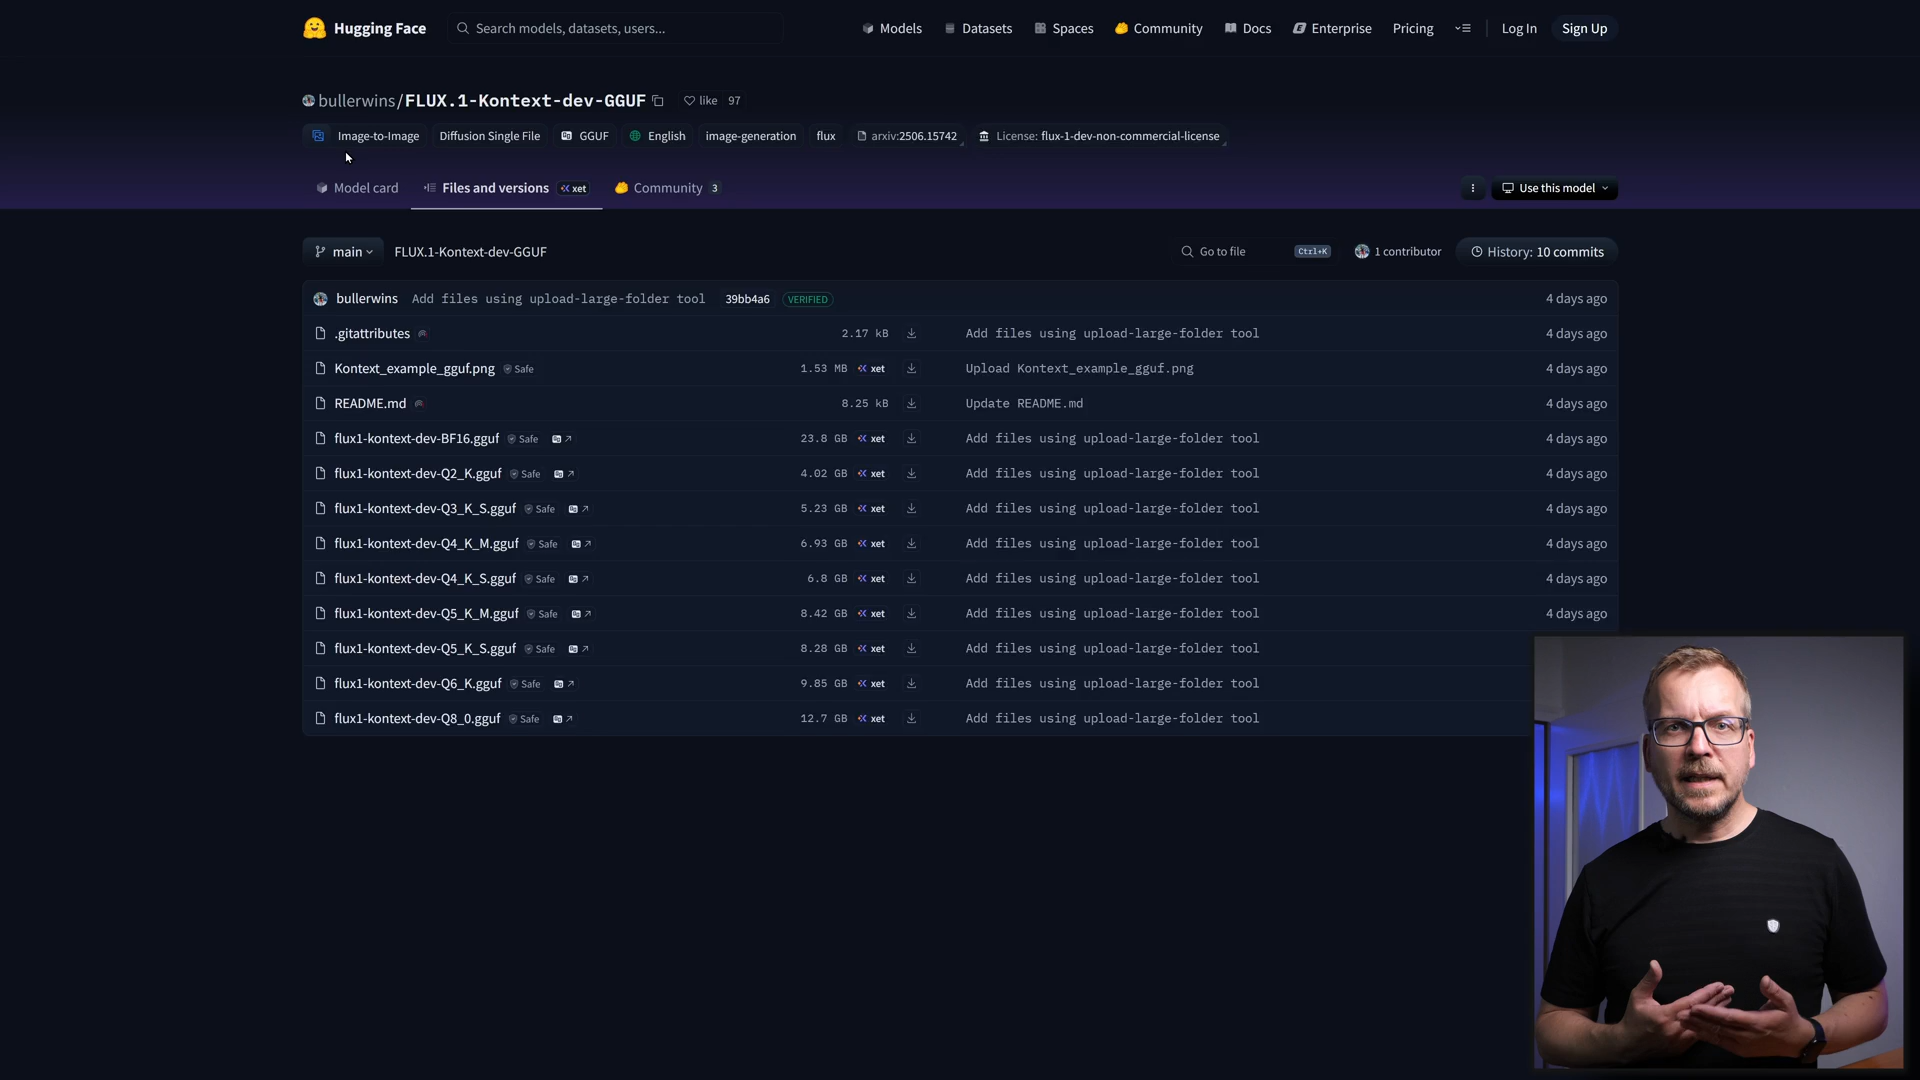 Hugging Face Search models, datasets, users... Models Datasets Spaces Community Docs Enterprise Pricing Log In Sign Up
bullerwins/FLUX.1-Kontext-dev-GGUF like 97
Image-to-Image Diffusion Single File GGUF English image-generation flux arxiv:2506.15742 License: flux-1-dev-non-commercial-license
Model card Files and versions xet Community 3 Use this model
main FLUX.1-Kontext-dev-GGUF Go to file Ctrl+K 1 contributor History: 10 commits
bullerwins Add files using upload-large-folder tool 39bb4a6 VERIFIED 4 days ago
.gitattributes 2.17 kB Add files using upload-large-folder tool 4 days ago
Kontext_example_gguf.png Safe 1.53 MB xet Upload Kontext_example_gguf.png 4 days ago
README.md 8.25 kB Update README.md 4 days ago
flux1-kontext-dev-BF16.gguf Safe 23.8 GB xet Add files using upload-large-folder tool 4 days ago
flux1-kontext-dev-Q2_K.gguf Safe 4.02 GB xet Add files using upload-large-folder tool 4 days ago
flux1-kontext-dev-Q3_K_S.gguf Safe 5.23 GB xet Add files using upload-large-folder tool 4 days ago
flux1-kontext-dev-Q4_K_M.gguf Safe 6.93 GB xet Add files using upload-large-folder tool 4 days ago
flux1-kontext-dev-Q4_K_S.gguf Safe 6.8 GB xet Add files using upload-large-folder tool 4 days ago
flux1-kontext-dev-Q5_K_M.gguf Safe 8.42 GB xet Add files using upload-large-folder tool 4 days ago
flux1-kontext-dev-Q5_K_S.gguf Safe 8.28 GB xet Add files using upload-large-folder tool
flux1-kontext-dev-Q6_K.gguf Safe 9.85 GB xet Add files using upload-large-folder tool
flux1-kontext-dev-Q8_0.gguf Safe 12.7 GB xet Add files using upload-large-folder tool